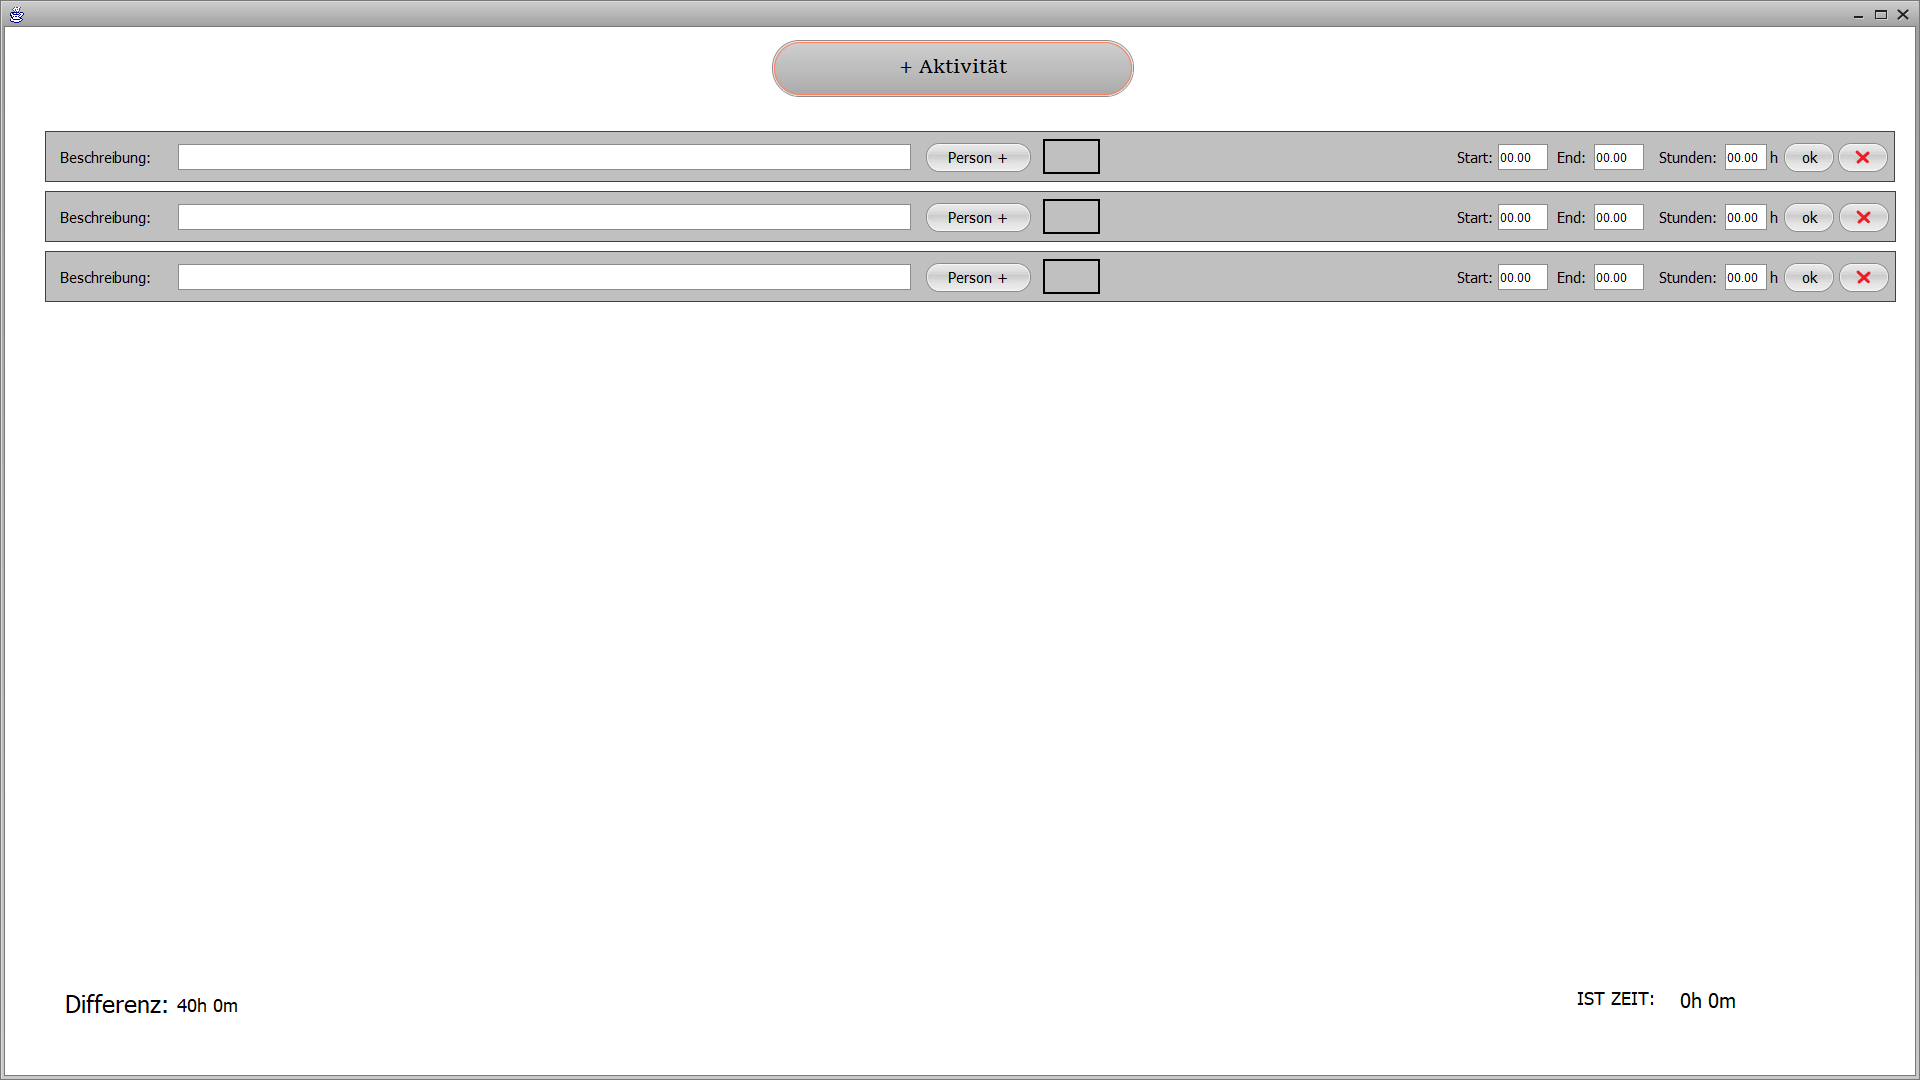 + Aktivität
Beschreibung: Person + Start: 00.00 End: 00.00 Stunden: 00.00 h ok
Beschreibung: Person + Start: 00.00 End: 00.00 Stunden: 00.00 h ok
Beschreibung: Person + Start: 00.00 End: 00.00 Stunden: 00.00 h ok
Differenz: 40h 0m IST ZEIT: 0h 0m